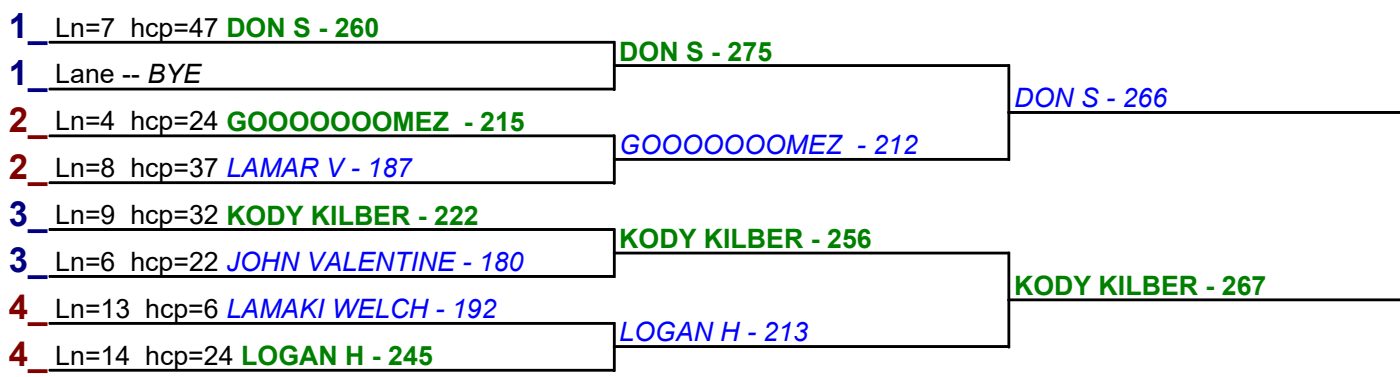 1_ Ln=7 hcp=47 DON S - 260
DON S - 275
1_ Lane -- BYE
DON S - 266
2_ Ln=4 hcp=24 GOOOOOOOMEZ - 215
GOOOOOOOMEZ - 212
2_ Ln=8 hcp=37 LAMAR V - 187
3_ Ln=9 hcp=32 KODY KILBER - 222
KODY KILBER - 256
3_ Ln=6 hcp=22 JOHN VALENTINE - 180
KODY KILBER - 267
4_ Ln=13 hcp=6 LAMAKI WELCH - 192
LOGAN H - 213
4_ Ln=14 hcp=24 LOGAN H - 245